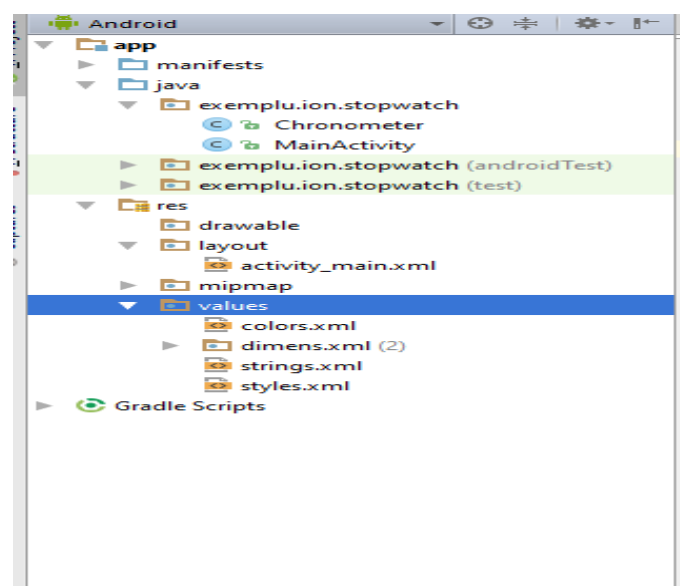 Android
app
manifests
java
exemplu.ion.stopwatch
Chronometer
MainActivity
exemplu.ion.stopwatch (androidTest)
exemplu.ion.stopwatch (test)
res
drawable
layout
activity_main.xml
mipmap
values
colors.xml
dimens.xml (2)
strings.xml
styles.xml
Gradle Scripts